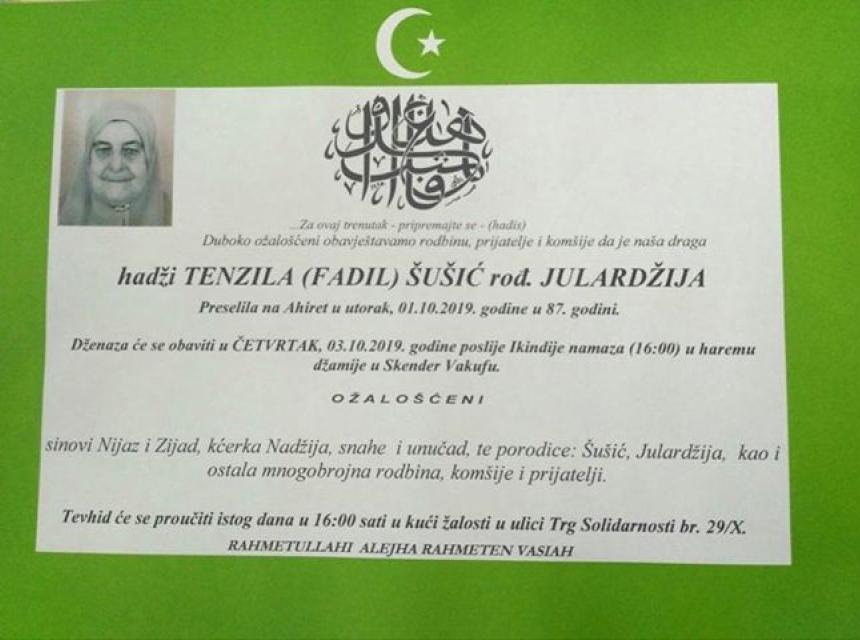 ...Za ovaj trenutak - pripremajte se - (hadis)
Duboko ožalošćeni obavještavamo rodbinu, prijatelje i komšije da je naša draga
hadži TENZILA (FADIL) ŠUŠIĆ rođ. JULARDŽIJA
Preselila na Ahiret u utorak, 01.10.2019. godine u 87. godini.
Dženaza će se obaviti u ČETVRTAK, 03.10.2019. godine poslije Ikindije namaza (16:00) u haremu
džamije u Skender Vakufu.
OŽALOŠĆENI
sinovi Nijaz i Zijad, kćerka Nadžija, snahe i unučad, te porodice: Šušić, Julardžija, kao i
ostala mnogobrojna rodbina, komšije i prijatelji.
Tevhid će se proučiti istog dana u 16:00 sati u kući žalosti u ulici Trg Solidarnosti br. 29/X.
RAHMETULLAHI ALEJHA RAHMETEN VASIAH